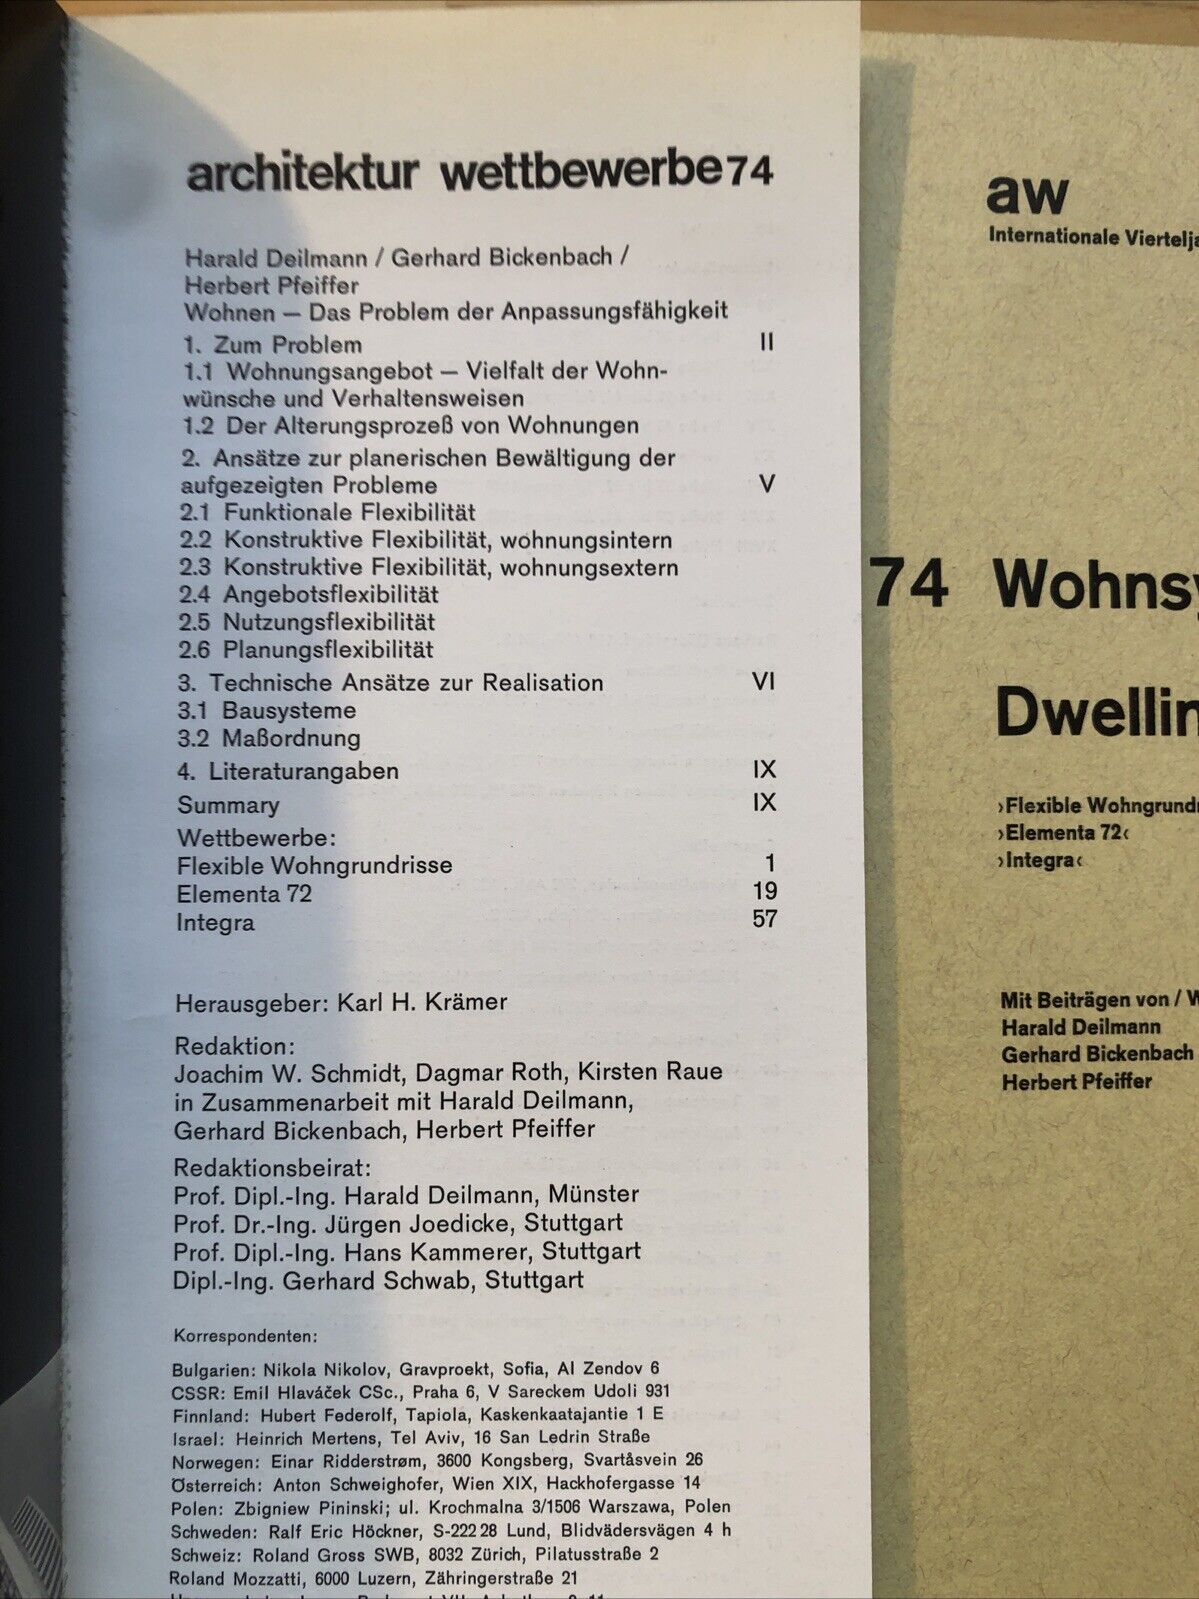 architektur wettbewerbe 74
Harald Deilmann / Gerhard Bickenbach /
Herbert Pfeiffer
Wohnen — Das Problem der Anpassungsfähigkeit
1. Zum Problem II
1.1 Wohnungsangebot — Vielfalt der Wohn-
wünsche und Verhaltensweisen
1.2 Der Alterungsprozeß von Wohnungen
2. Ansätze zur planerischen Bewältigung der
aufgezeigten Probleme V
2.1 Funktionale Flexibilität
2.2 Konstruktive Flexibilität, wohnungsintern
2.3 Konstruktive Flexibilität, wohnungsextern
2.4 Angebotsflexibilität
2.5 Nutzungsflexibilität
2.6 Planungsflexibilität
3. Technische Ansätze zur Realisation VI
3.1 Bausysteme
3.2 Maßordnung
4. Literaturangaben IX
Summary IX
Wettbewerbe:
Flexible Wohngrundrisse 1
Elementa 72 19
Integra 57
Herausgeber: Karl H. Krämer
Redaktion:
Joachim W. Schmidt, Dagmar Roth, Kirsten Raue
in Zusammenarbeit mit Harald Deilmann,
Gerhard Bickenbach, Herbert Pfeiffer
Redaktionsbeirat:
Prof. Dipl.-Ing. Harald Deilmann, Münster
Prof. Dr.-Ing. Jürgen Joedicke, Stuttgart
Prof. Dipl.-Ing. Hans Kammerer, Stuttgart
Dipl.-Ing. Gerhard Schwab, Stuttgart
Korrespondenten:
Bulgarien: Nikola Nikolov, Gravproekt, Sofia, Al Zendov 6
CSSR: Emil Hlaváček CSc., Praha 6, V Sareckem Udoli 931
Finnland: Hubert Federolf, Tapiola, Kaskenkaatajantie 1 E
Israel: Heinrich Mertens, Tel Aviv, 16 San Ledrin Straße
Norwegen: Einar Ridderstrøm, 3600 Kongsberg, Svartåsvein 26
Österreich: Anton Schweighofer, Wien XIX, Hackhofergasse 14
Polen: Zbigniew Pininski; ul. Krochmalna 3/1506 Warszawa, Polen
Schweden: Ralf Eric Höckner, S-222 28 Lund, Blidvädersvägen 4 h
Schweiz: Roland Gross SWB, 8032 Zürich, Pilatusstraße 2
Roland Mozzatti, 6000 Luzern, Zähringerstraße 21
aw
Internationale Viertelja
74 Wohnsy
Dwellin
›Flexible Wohngrundr
›Elementa 72‹
›Integra‹
Mit Beiträgen von / W
Harald Deilmann
Gerhard Bickenbach
Herbert Pfeiffer